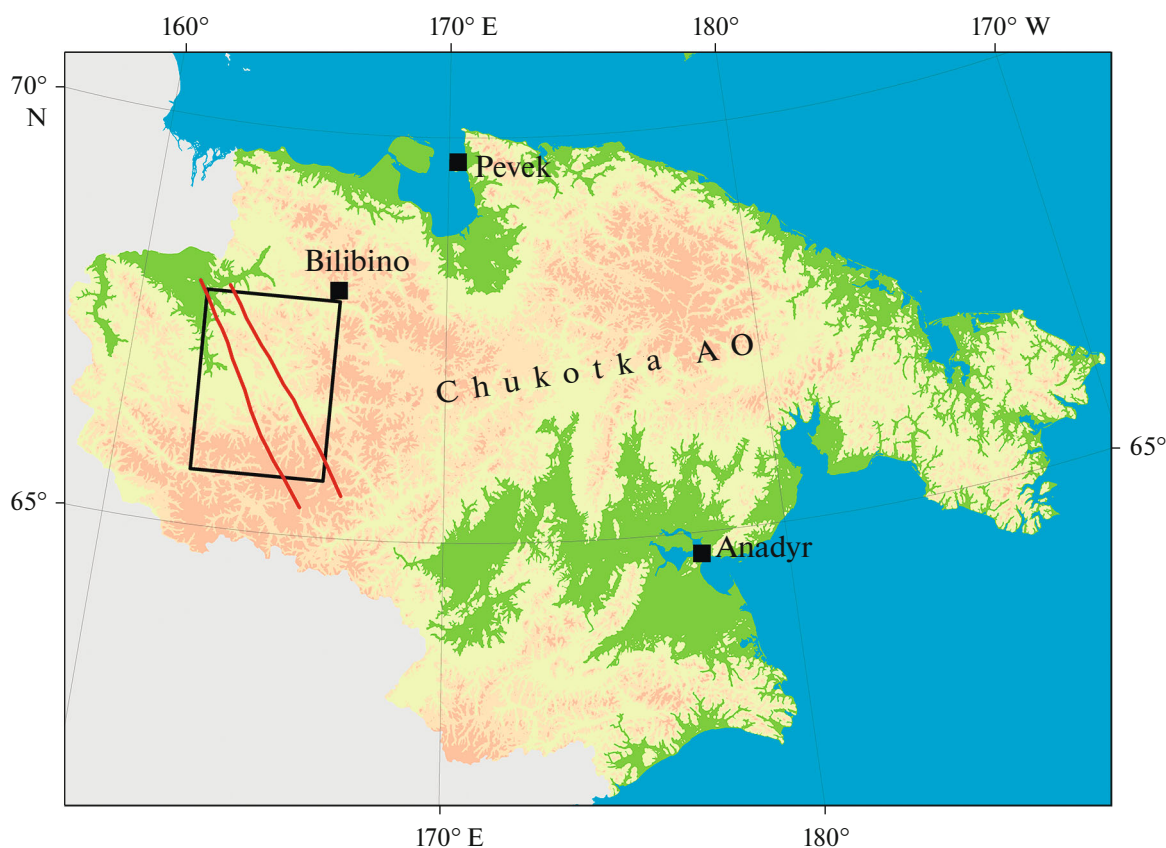 160°
170° E
180°
170° W
70°
N
Pevek
Bilibino
Chukotka AO
65°
65°
Anadyr
170° E
180°